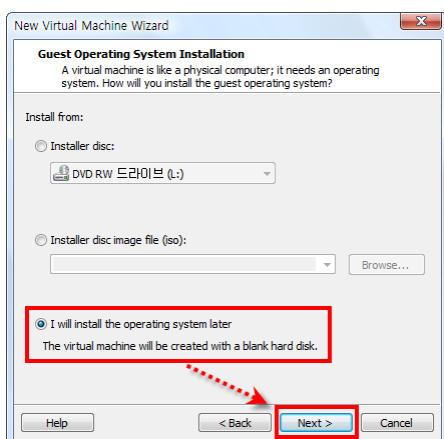 New Virtual Machine Wizard
Guest Operating System Installation
A virtual machine is like a physical computer; it needs an operating
system. How will you install the guest operating system?
Install from:
Installer disc:
DVD RW 드라이브 (L:)
Installer disc image file (iso):
Browse...
I will install the operating system later
The virtual machine will be created with a blank hard disk.
Help
< Back
Next >
Cancel